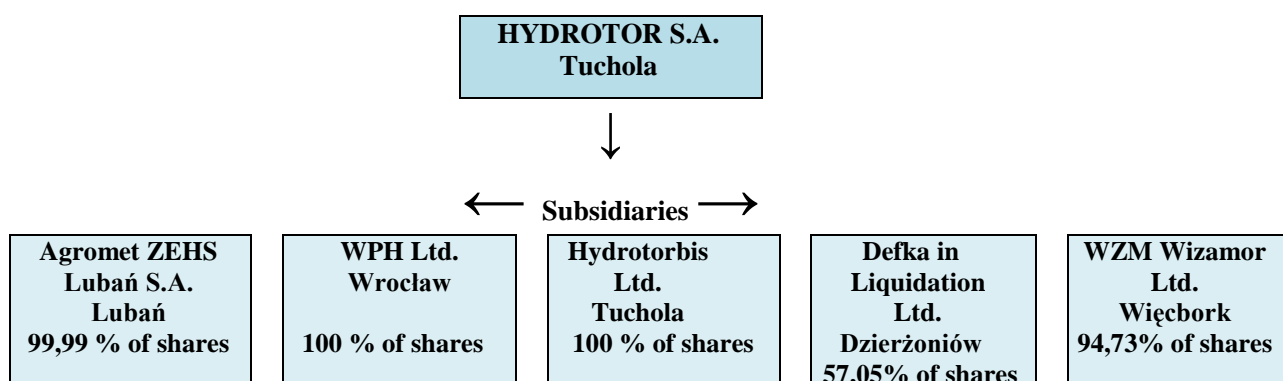 HYDROTOR S.A.
Tuchola
Subsidiaries
Agromet ZEHS
Lubań S.A.
Lubań
99,99 % of shares
WPH Ltd.
Wrocław
100 % of shares
Hydrotorbis
Ltd.
Tuchola
100 % of shares
Defka in
Liquidation
Ltd.
Dzierżoniów
57,05% of shares
WZM Wizamor
Ltd.
Więcbork
94,73% of shares